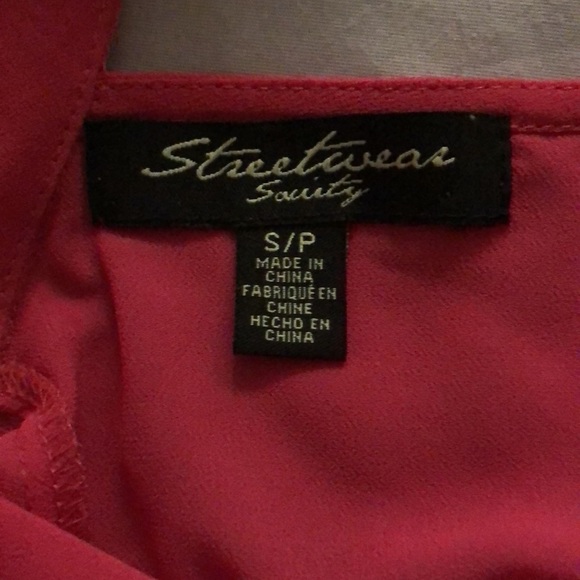 Streetwear
Society
S/P
MADE IN
CHINA
FABRIQUÉ EN
CHINE
HECHO EN
CHINA